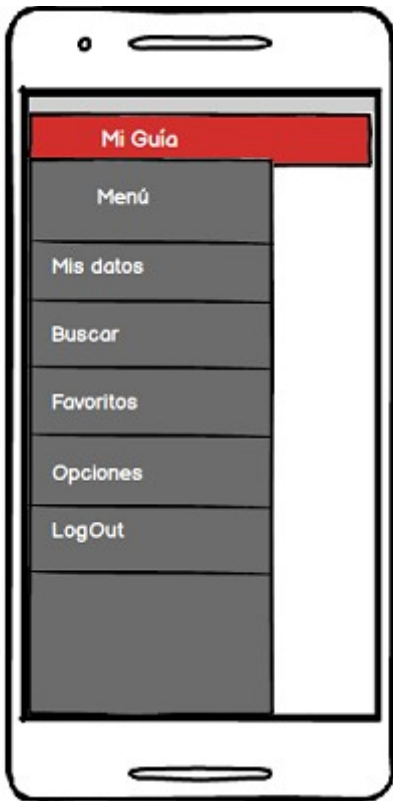 Mi Guía
Menú
Mis datos
Buscar
Favoritos
Opciones
LogOut